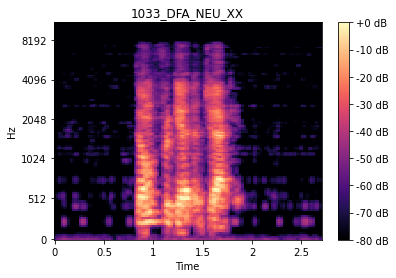 1033_DFA_NEU_XX
+0 dB
8192
-10 dB
4096
-20 dB
-30 dB
2048
Hz
-40 dB
1024
-50 dB
512
-60 dB
-70 dB
0
-80 dB
0 0.5 1 1.5 2 2.5
Time